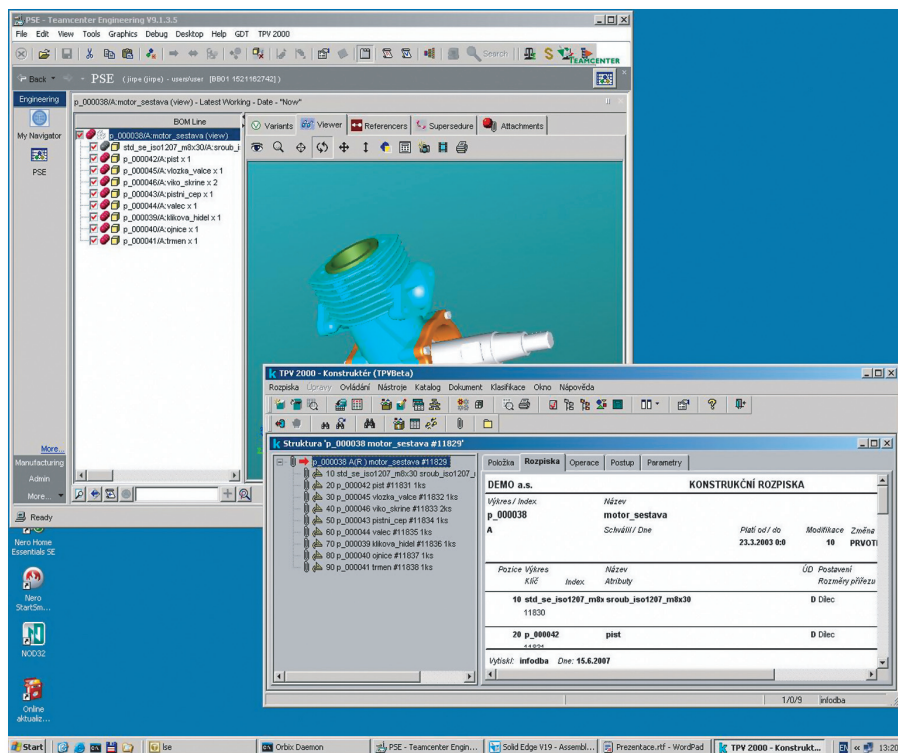 PSE - Teamcenter Engineering V9.1.3.5
File Edit View Tools Graphics Debug Desktop Help GDT TPV 2000
Search
TEAMCENTER
Back PSE ( jirpe (jirpe) - users/user [BB01 1521162742] )
Engineering
My Navigator
PSE
More...
Manufacturing
Admin
More...
p_000038/A:motor_sestava (view) - Latest Working - Date - "Now"
BOM Line
p_000038/A:motor_sestava (view)
std_se_iso1207_m8x30/A:sroub_i
p_000042/A:pist x 1
p_000045/A:vlozka_valce x 1
p_000046/A:viko_skrine x 2
p_000043/A:pistni_cep x 1
p_000044/A:valec x 1
p_000039/A:klikova_hidel x 1
p_000040/A:ojnice x 1
p_000041/A:trmen x 1
Variants Viewer Referencers Supersedure Attachments
Ready
TPV 2000 - Konstruktér (TPVBeta)
Rozpiska Úpravy Ovládání Nástroje Katalog Dokument Klasifikace Okno Nápověda
Struktura 'p_000038 motor_sestava #11829'
p_000038 A(R ) motor_sestava #11829
10 std_se_iso1207_m8x30 sroub_iso1207_
20 p_000042 pist #11831 1ks
30 p_000045 vlozka_valce #11832 1ks
40 p_000046 viko_skrine #11833 2ks
50 p_000043 pistni_cep #11834 1ks
60 p_000044 valec #11835 1ks
70 p_000039 klikova_hidel #11836 1ks
80 p_000040 ojnice #11837 1ks
90 p_000041 trmen #11838 1ks
Položka Rozpiska Operace Postup Parametry
DEMO a.s. KONSTRUKČNÍ ROZPISKA
Výkres / Index Název
p_000038 motor_sestava
A Schválil / Dne Platí od / do Modifikace Změna
23.3.2003 0:0 10 PRVOTI
Pozice Výkres Název ÚD Postavení
Klíč Index Atributy Rozměry přířezu
10 std_se_iso1207_m8x sroub_iso1207_m8x30 D Dílec
11830
20 p_000042 pist D Dílec
Vytiskl: infodba Dne: 15.6.2007
1/0/9 infodba
Nero Home
Essentials SE
Nero
StartSm...
NOD32
Online
aktualiz...
Start lse Orbix Daemon PSE - Teamcenter Engin... Solid Edge V19 - Assembl... Prezentace.rtf - WordPad TPV 2000 - Konstrukt... EN 13:20